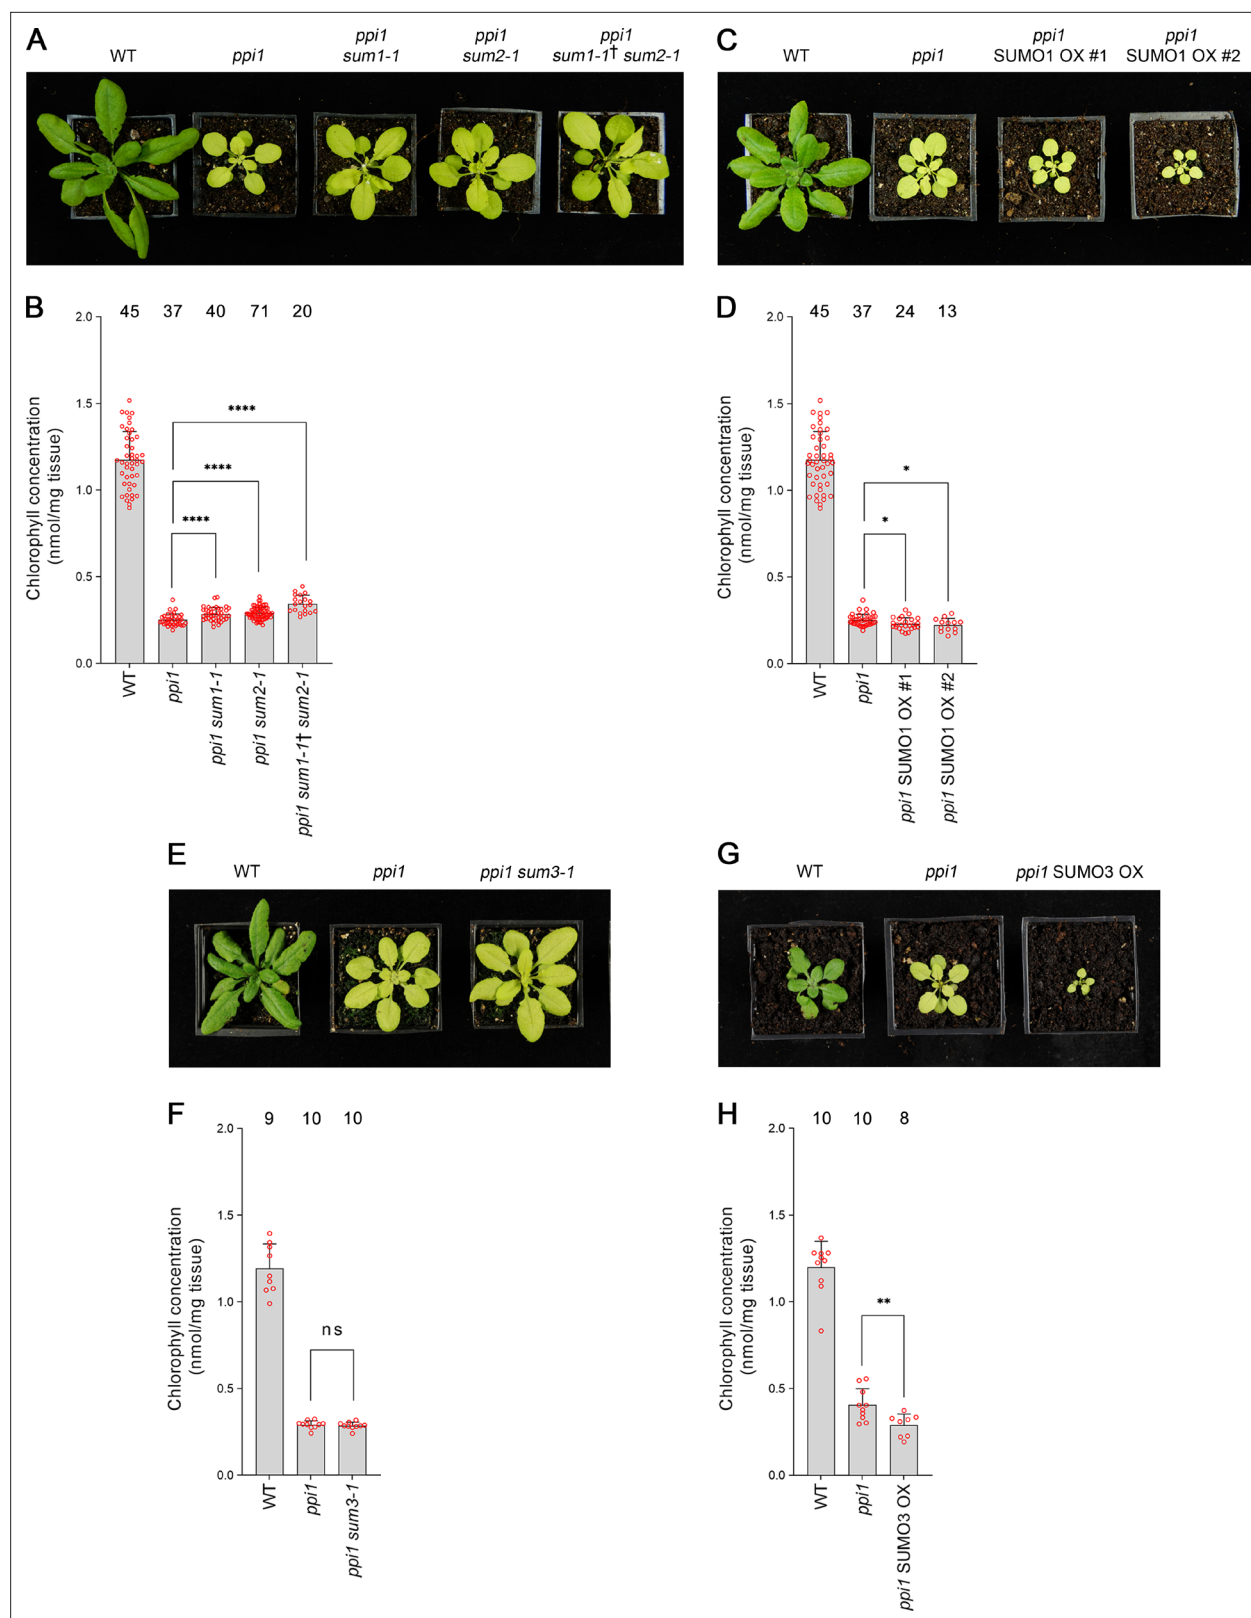 A
WT
ppi1
ppi1
sum1-1
ppi1
sum2-1
ppi1
sum1-1† sum2-1
C
WT
ppi1
ppi1
SUMO1 OX #1
ppi1
SUMO1 OX #2
B
45 37 40 71 20
Chlorophyll concentration
(nmol/mg tissue)
2.0
1.5
1.0
0.5
0.0
****
****
****
WT
ppi1
ppi1 sum1-1
ppi1 sum2-1
ppi1 sum1-1† sum2-1
D
45 37 24 13
Chlorophyll concentration
(nmol/mg tissue)
2.0
1.5
1.0
0.5
0.0
*
*
WT
ppi1
ppi1 SUMO1 OX #1
ppi1 SUMO1 OX #2
E
WT
ppi1
ppi1 sum3-1
G
WT
ppi1
ppi1 SUMO3 OX
F
9 10 10
Chlorophyll concentration
(nmol/mg tissue)
2.0
1.5
1.0
0.5
0.0
ns
WT
ppi1
ppi1 sum3-1
H
10 10 8
Chlorophyll concentration
(nmol/mg tissue)
2.0
1.5
1.0
0.5
0.0
**
WT
ppi1
ppi1 SUMO3 OX